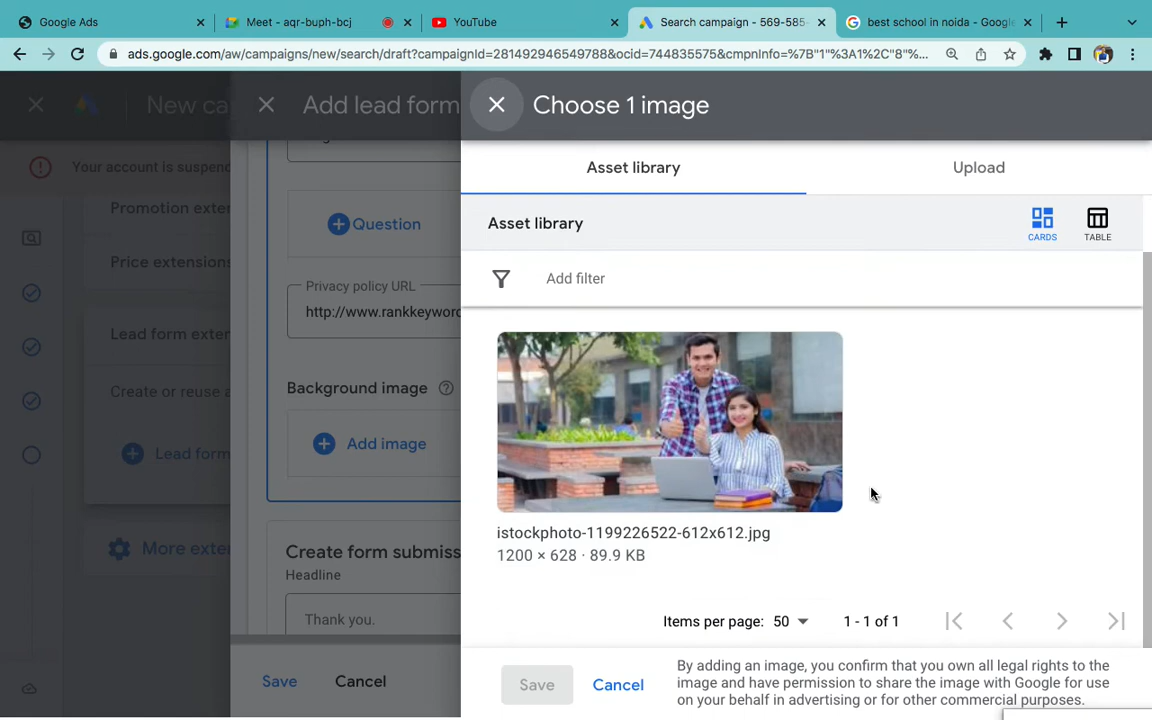 Google Ads
Meet - aqr-buph-bcj
YouTube
Search campaign - 569-585-
best school in noida - Google
ads.google.com/aw/campaigns/new/search/draft?campaignId=281492946549788&ocid=744835575&cmpnInfo=%7B"1"%3A1%2C"8"%...
New ca
Add lead form
Choose 1 image
Your account is suspend
Asset library
Upload
Promotion exten
Asset library
CARDS
TABLE
Question
Price extensions
Add filter
Privacy policy URL
http://www.rankkeyword
Lead form exten
Create or reuse a
Background image
Add image
Lead form
istockphoto-1199226522-612x612.jpg
1200 × 628 · 89.9 KB
More exten
Create form submiss
Headline
Thank you.
Items per page: 50
1 - 1 of 1
Save
Cancel
Save
Cancel
By adding an image, you confirm that you own all legal rights to the
image and have permission to share the image with Google for use
on your behalf in advertising or for other commercial purposes.